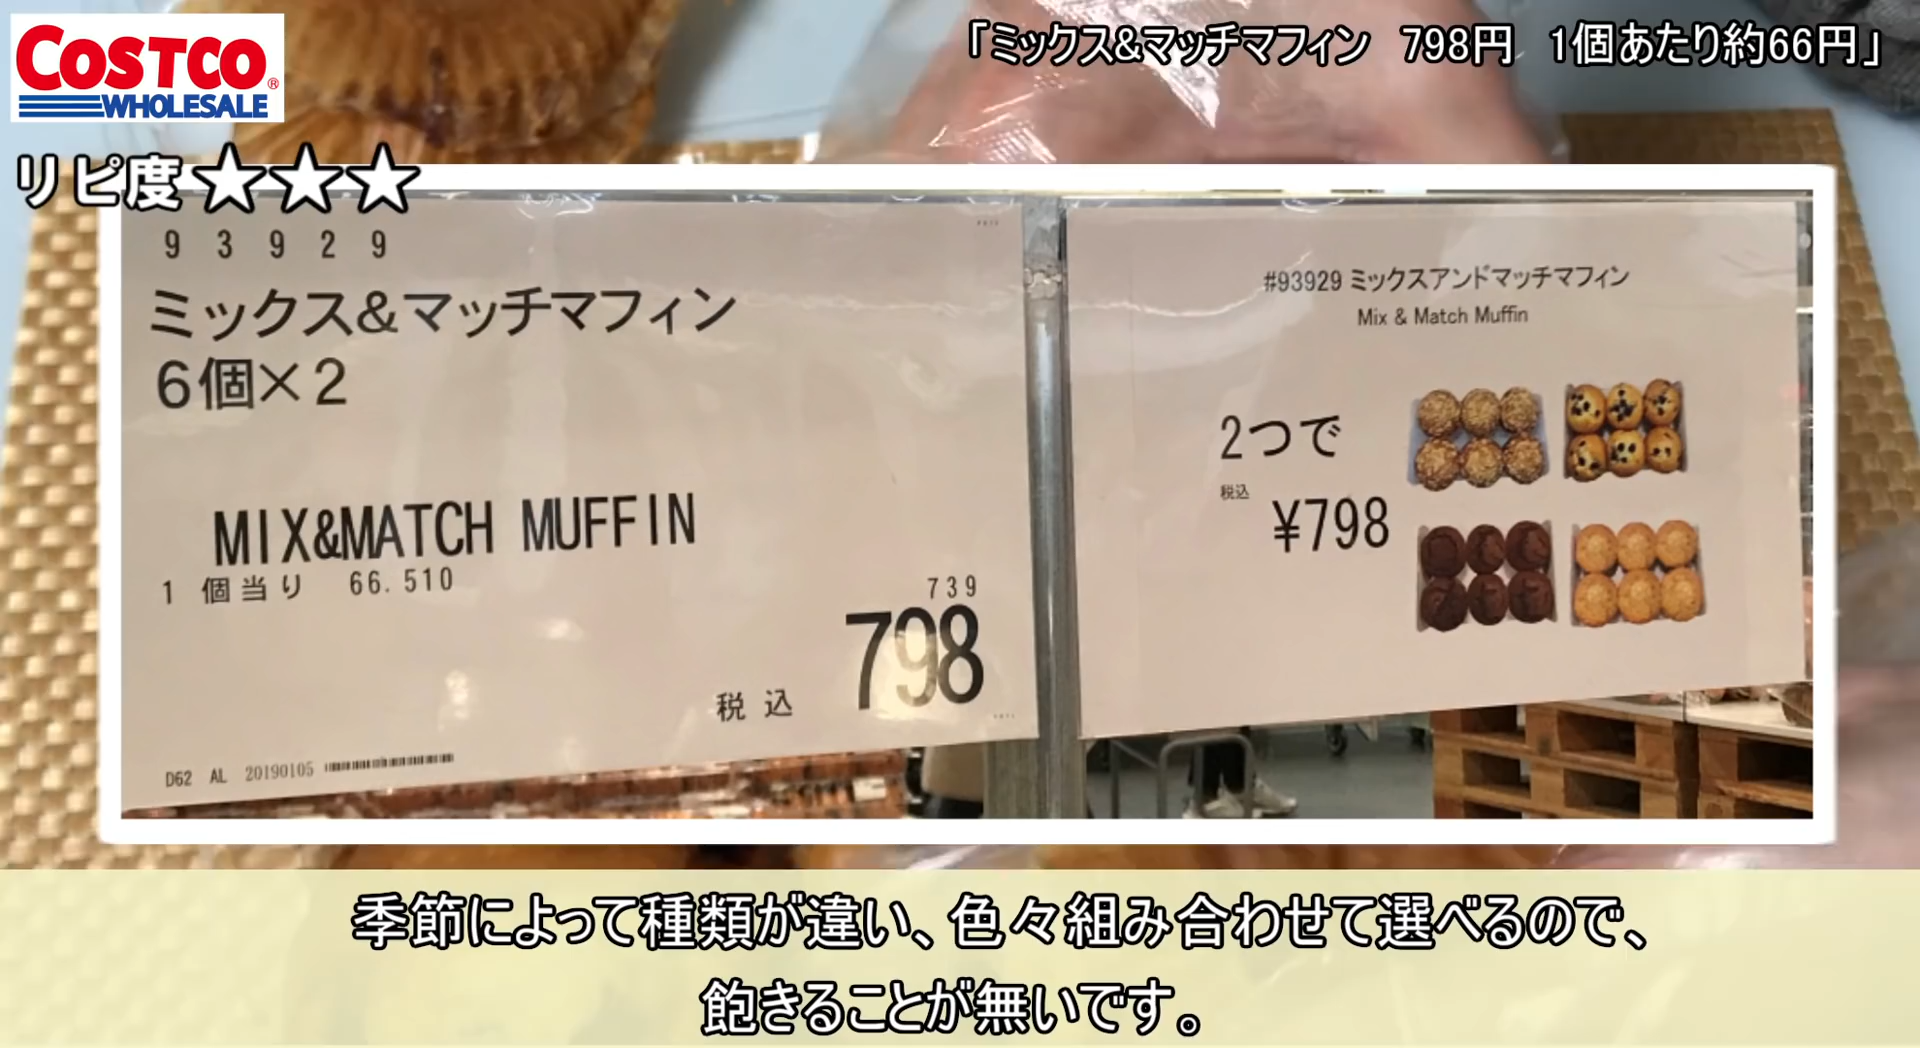 COSTCO
WHOLESALE
「ミックス&マッチマフィン 798円 1個あたり約66円」
リピ度★★★
93929
ミックス&マッチマフィン
6個×2
MIX&MATCH MUFFIN
1個当り 66.510
739
798
税込
D62 AL 20190105
#93929 ミックスアンドマッチマフィン
Mix & Match Muffin
2つで
税込
¥798
季節によって種類が違い、色々組み合わせて選べるので、
飽きることが無いです。